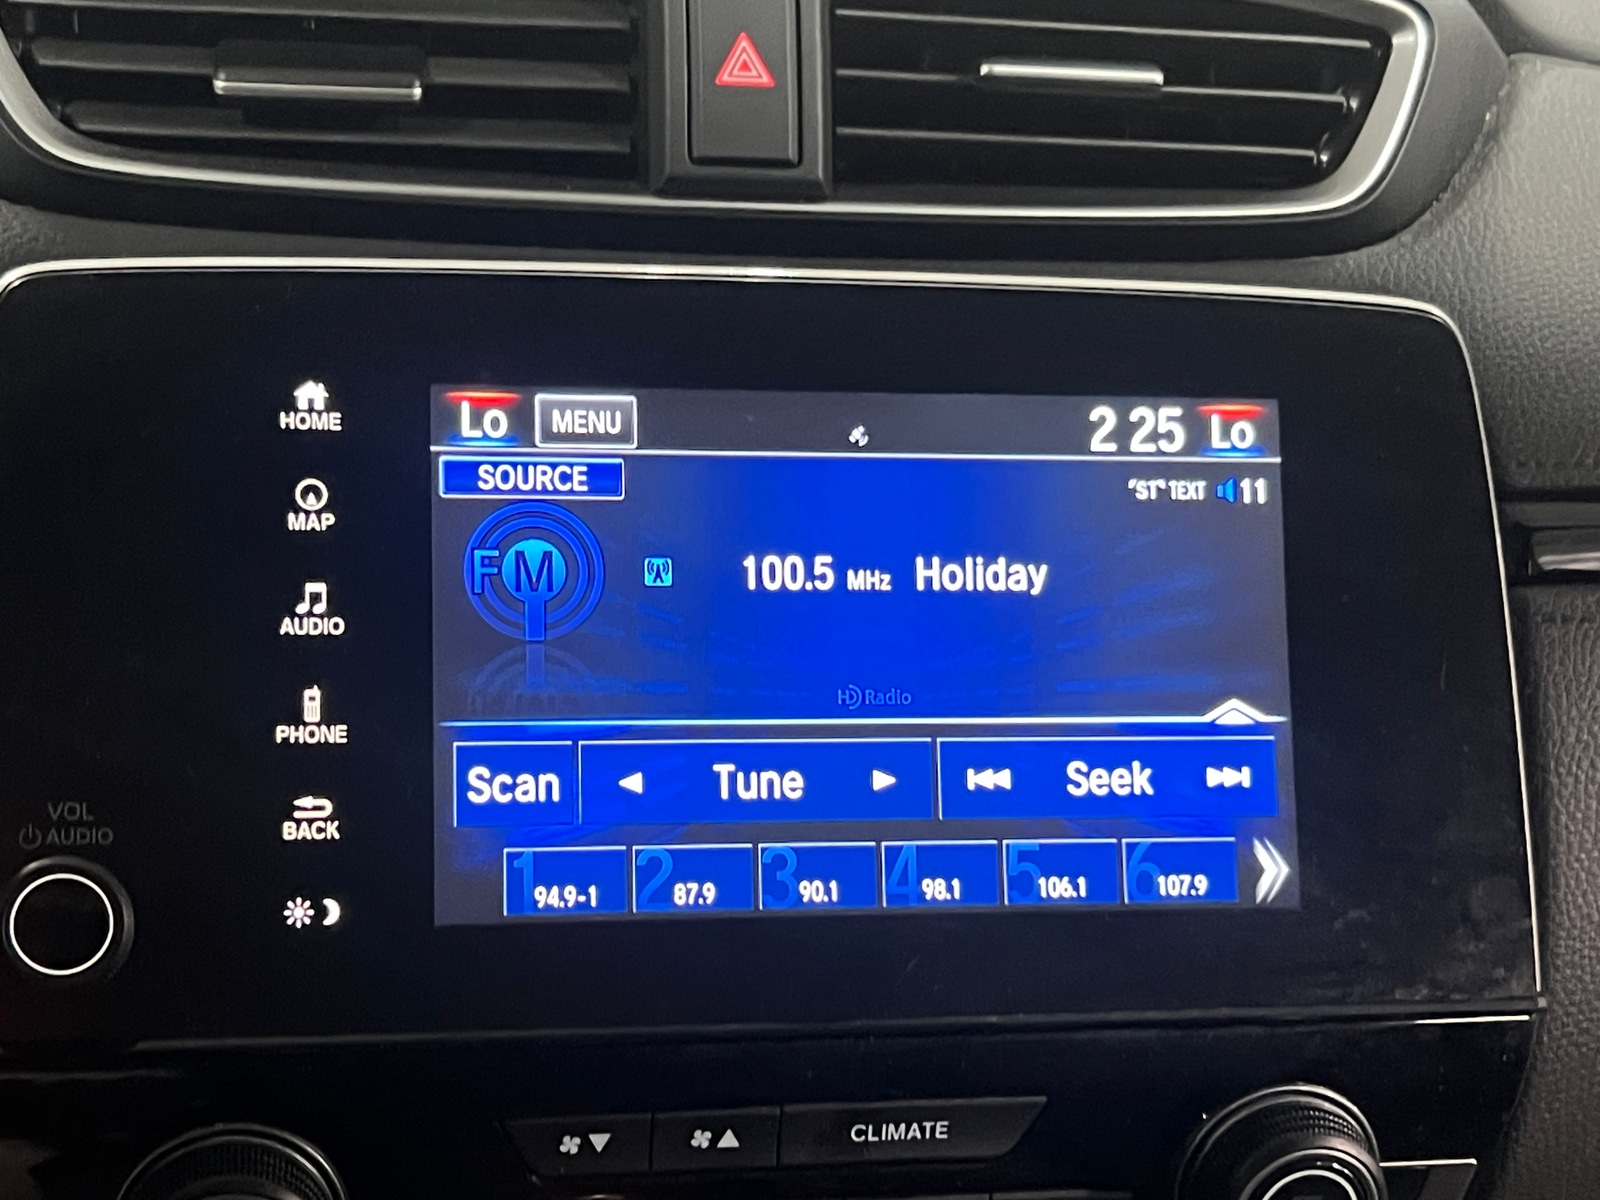 Lo MENU 2 25 Lo
SOURCE
"ST" TEXT 11
FM 100.5 MHz Holiday
HD Radio
Scan Tune Seek
1 94.9-1 2 87.9 3 90.1 4 98.1 5 106.1 6 107.9
HOME
MAP
AUDIO
PHONE
BACK
VOL
AUDIO
CLIMATE